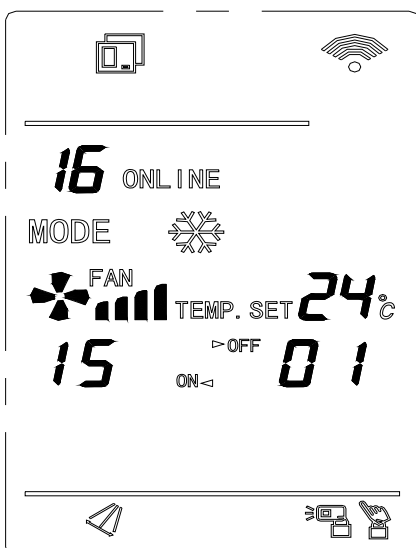 16 ONLINE
MODE
FAN
TEMP. SET 24°C
15 ▷OFF 01
ON◁